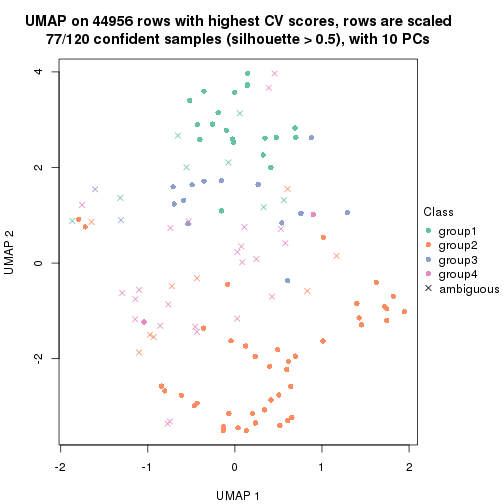 UMAP on 44956 rows with highest CV scores, rows are scaled
77/120 confident samples (silhouette > 0.5), with 10 PCs
4
2
0
-2
UMAP 2
-2
-1
0
1
2
UMAP 1
Class
group1
group2
group3
group4
ambiguous